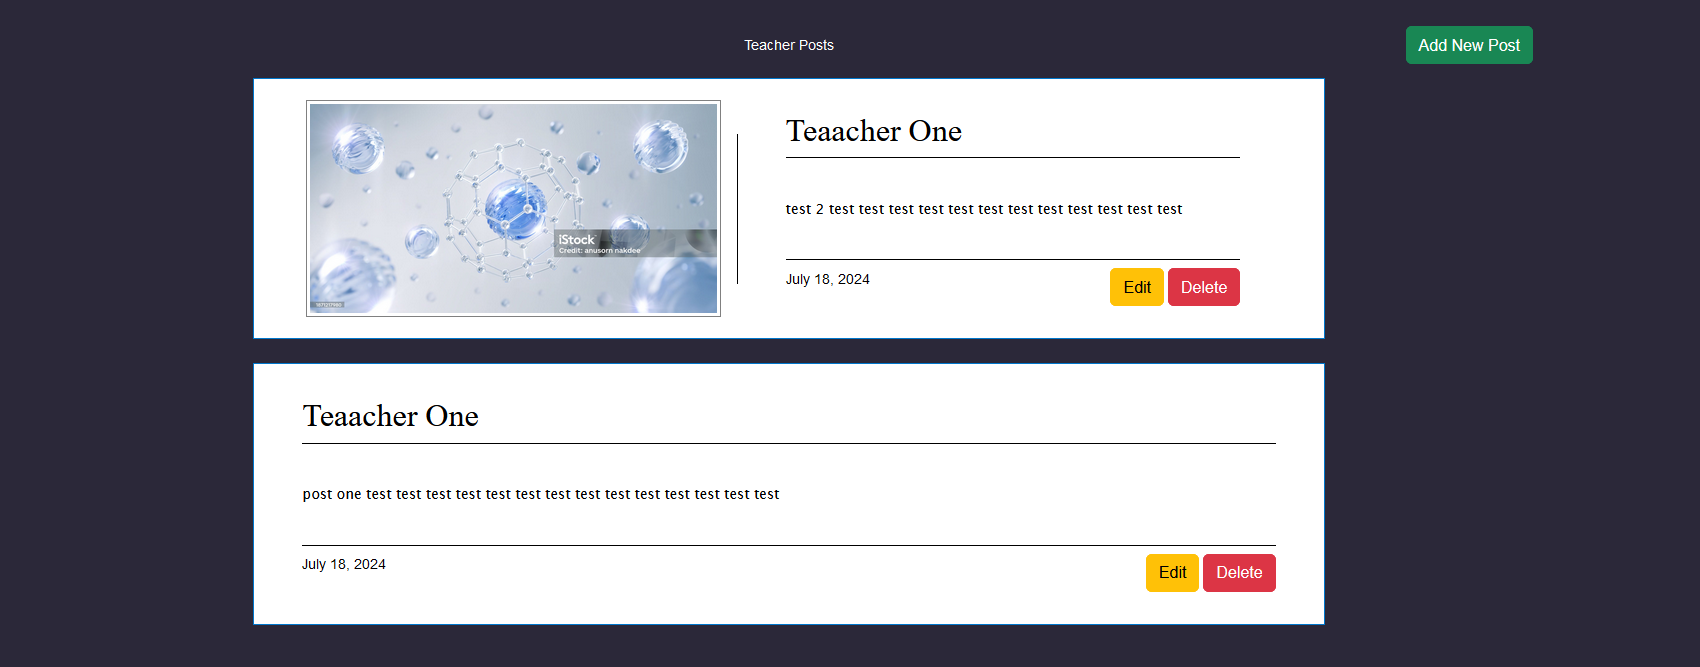 Teacher Posts
Add New Post
iStock
Credit: anusorn nakdee
Teaacher One
test 2 test test test test test test test test test test test test
July 18, 2024
Edit
Delete
Teaacher One
post one test test test test test test test test test test test test test test
July 18, 2024
Edit
Delete